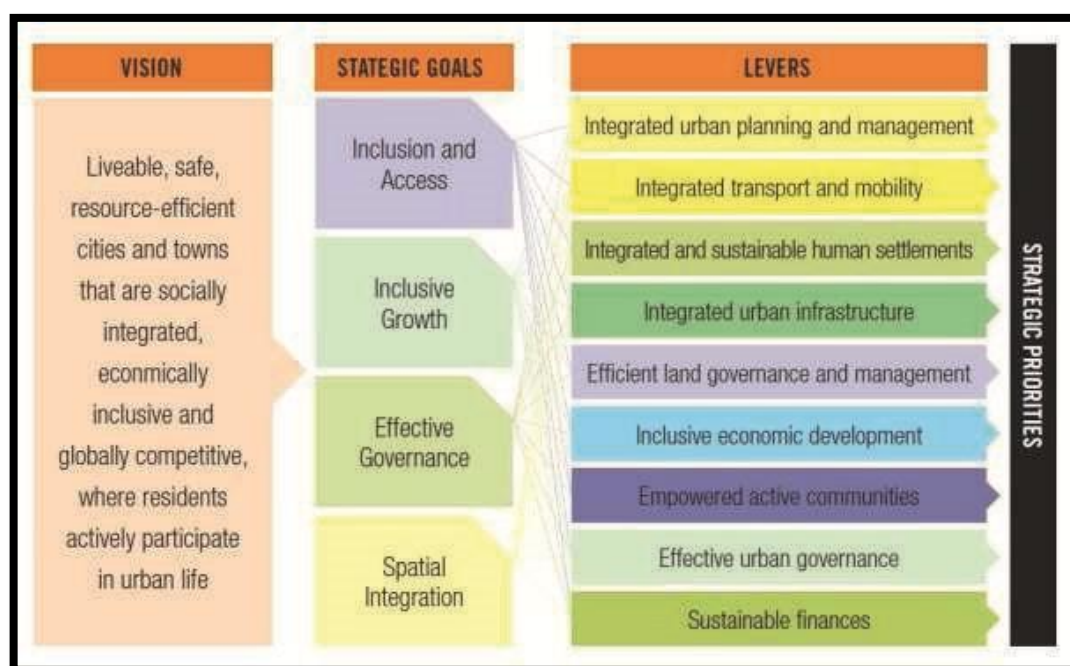 VISION
Liveable, safe,
resource-efficient
cities and towns
that are socially
integrated,
econmically
inclusive and
globally competitive,
where residents
actively participate
in urban life
STATEGIC GOALS
Inclusion and
Access
Inclusive
Growth
Effective
Governance
Spatial
Integration
LEVERS
Integrated urban planning and management
Integrated transport and mobility
Integrated and sustainable human settlements
Integrated urban infrastructure
Efficient land governance and management
Inclusive economic development
Empowered active communities
Effective urban governance
Sustainable finances
STRATEGIC PRIORITIES